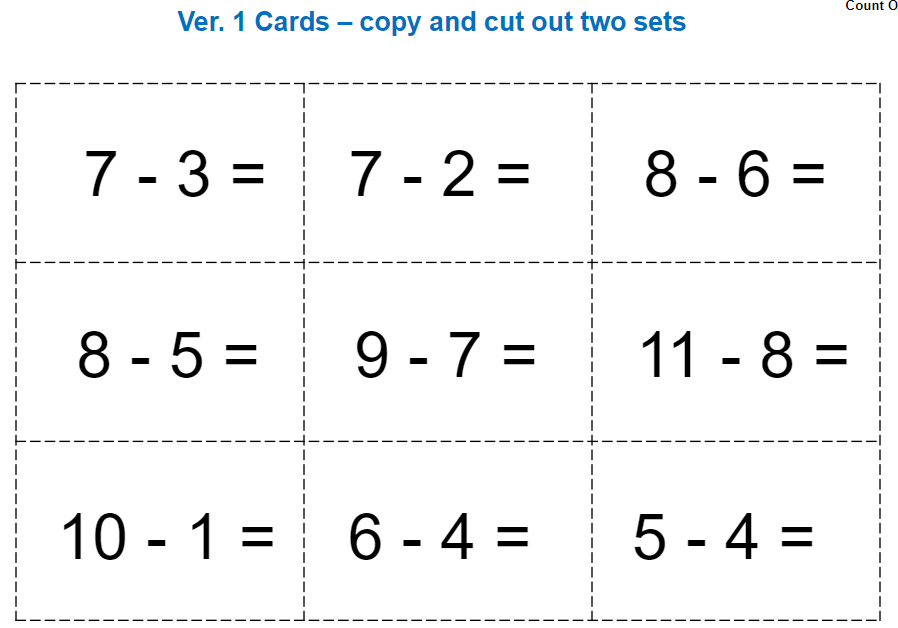 Count O
Ver. 1 Cards – copy and cut out two sets
7 - 3 = 7 - 2 = 8 - 6 =
8 - 5 = 9 - 7 = 11 - 8 =
10 - 1 = 6 - 4 = 5 - 4 =